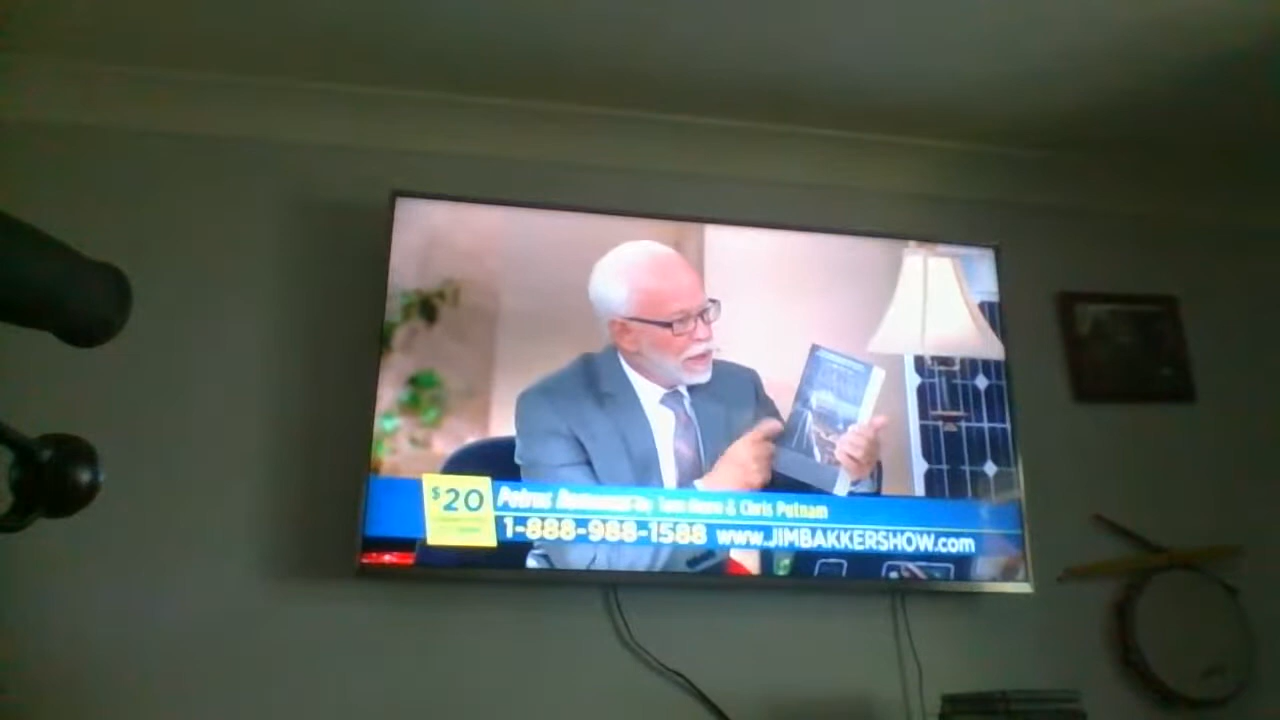 $20
Petrus Romanus by Tom Horn & Chris Putnam
1-888-988-1588 www.JIMBAKKERSHOW.com